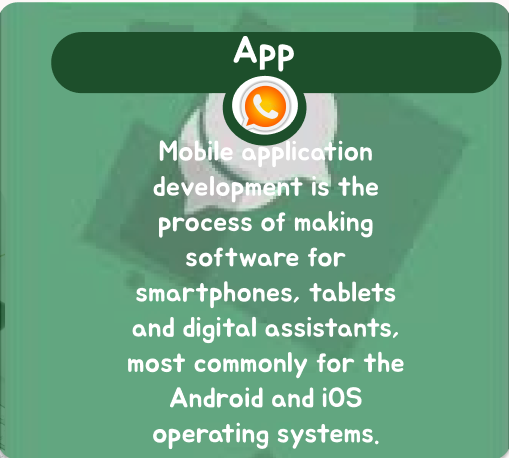 App
Mobile application
development is the
process of making
software for
smartphones, tablets
and digital assistants,
most commonly for the
Android and iOS
operating systems.